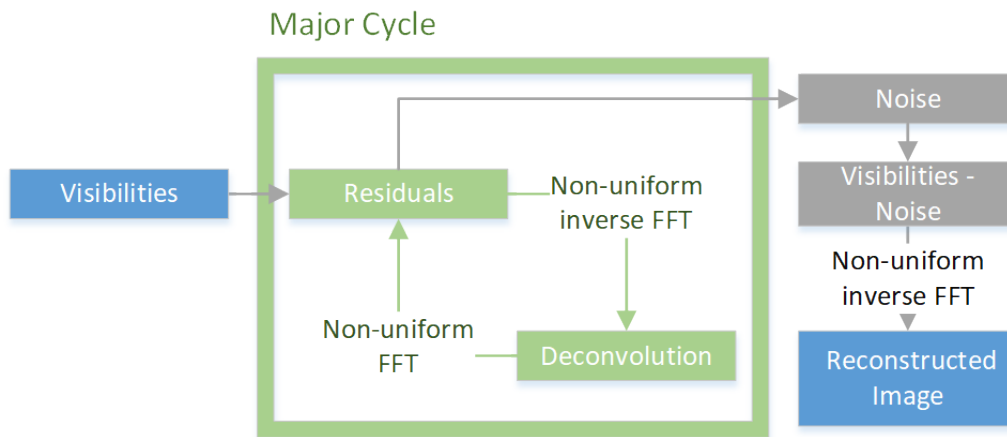 Major Cycle
Noise
Visibilities
Residuals
Non-uniform
inverse FFT
Visibilities -
Noise
Non-uniform
inverse FFT
Non-uniform
FFT
Deconvolution
Reconstructed
Image